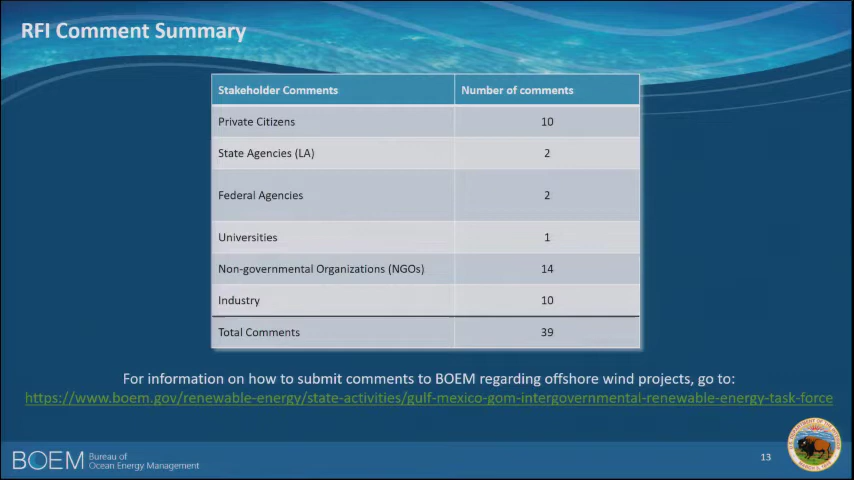 RFI Comment Summary
Stakeholder Comments Number of comments
Private Citizens 10
State Agencies (LA) 2
Federal Agencies 2
Universities 1
Non-governmental Organizations (NGOs) 14
Industry 10
Total Comments 39
For information on how to submit comments to BOEM regarding offshore wind projects, go to:
https://www.boem.gov/renewable-energy/state-activities/gulf-mexico-gom-intergovernmental-renewable-energy-task-force
BOEM Bureau of
Ocean Energy Management
13